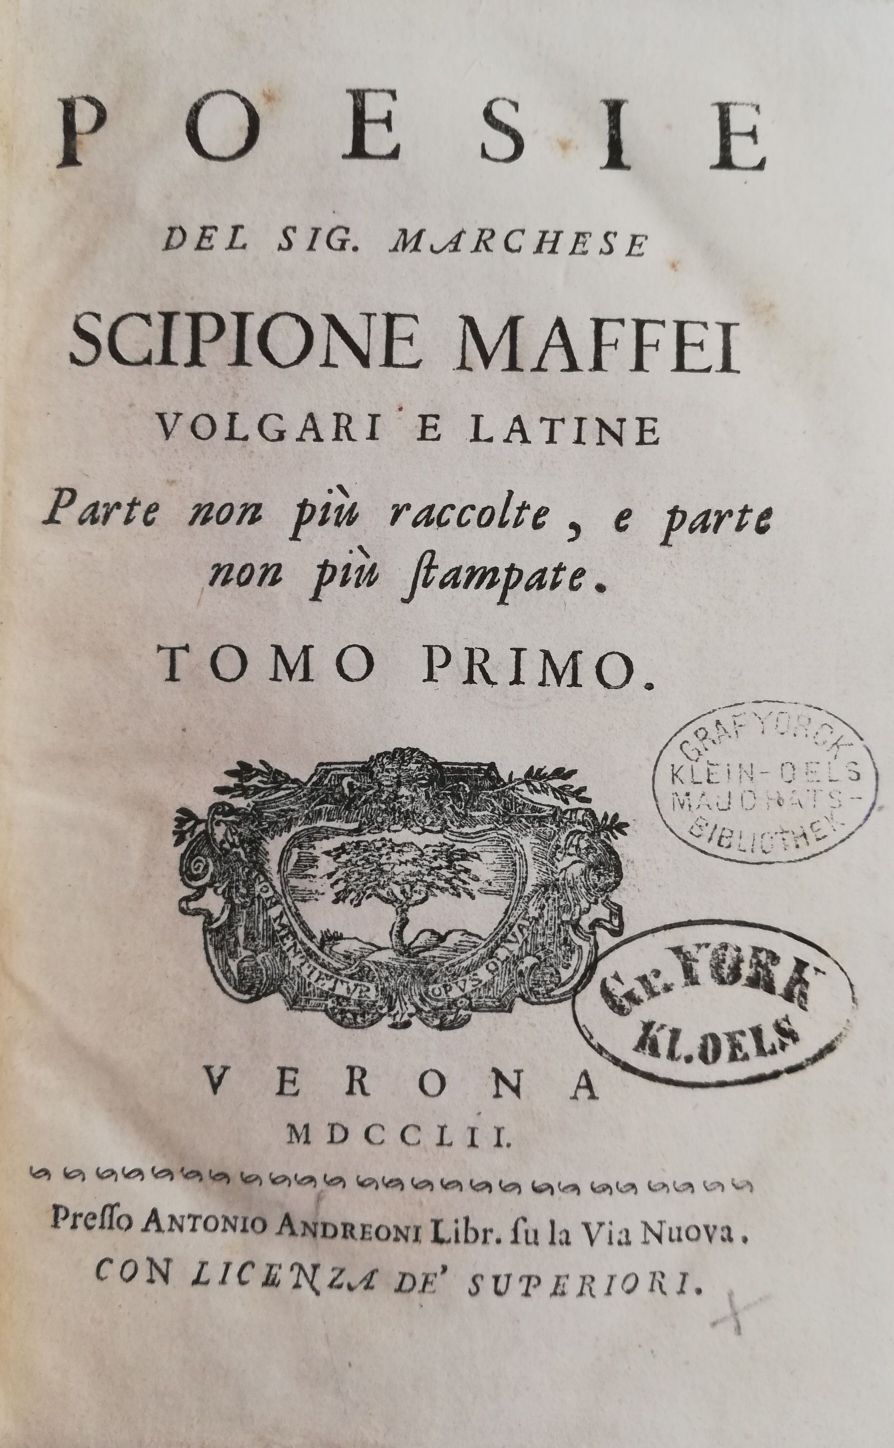 POESIE
DEL SIG. MARCHESE
SCIPIONE MAFFEI
VOLGARI E LATINE
Parte non più raccolte, e parte
non più ſtampate.
TOMO PRIMO.
GRAF YORCK
KLEIN-OELS
MAJORATS-
BIBLIOTHEK
OPUS QUAM
Gr. YORK
KL. OELS
VERONA
MDCCLII.
Preſſo ANTONIO ANDREONI Libr. ſu la Via Nuova.
CON LICENZA DE' SUPERIORI.